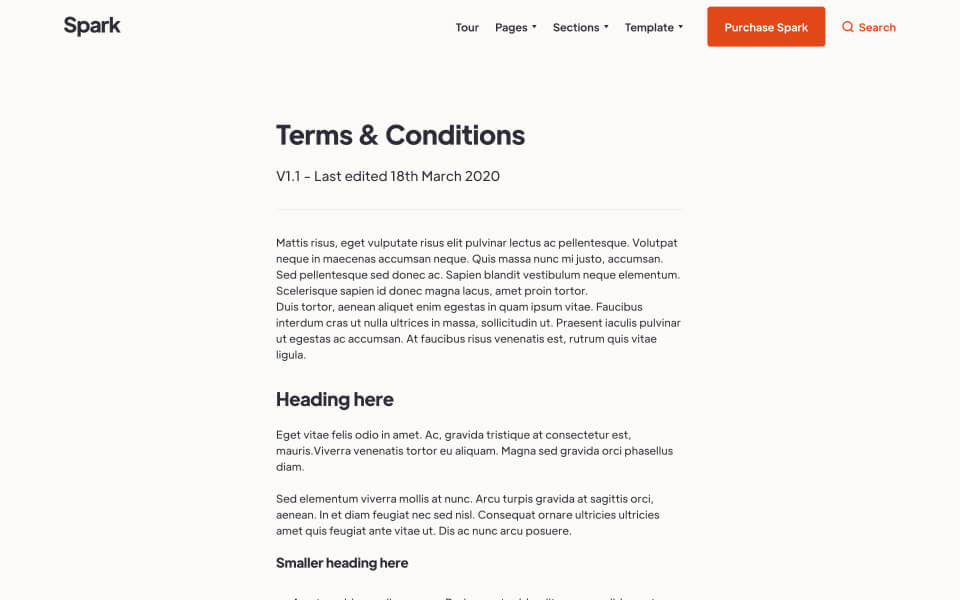 Spark
Tour
Pages
Sections
Template
Purchase Spark
Search
Terms & Conditions
V1.1 – Last edited 18th March 2020
Mattis risus, eget vulputate risus elit pulvinar lectus ac pellentesque. Volutpat
neque in maecenas accumsan neque. Quis massa nunc mi justo, accumsan.
Sed pellentesque sed donec ac. Sapien blandit vestibulum neque elementum.
Scelerisque sapien id donec magna lacus, amet proin tortor.
Duis tortor, aenean aliquet enim egestas in quam ipsum vitae. Faucibus
interdum cras ut nulla ultrices in massa, sollicitudin ut. Praesent iaculis pulvinar
ut egestas ac accumsan. At faucibus risus venenatis est, rutrum quis vitae
ligula.
Heading here
Eget vitae felis odio in amet. Ac, gravida tristique at consectetur est,
mauris.Viverra venenatis tortor eu aliquam. Magna sed gravida orci phasellus
diam.
Sed elementum viverra mollis at nunc. Arcu turpis gravida at sagittis orci,
aenean. In et diam feugiat nec sed nisl. Consequat ornare ultricies ultricies
amet quis feugiat ante vitae ut. Dis ac nunc arcu posuere.
Smaller heading here